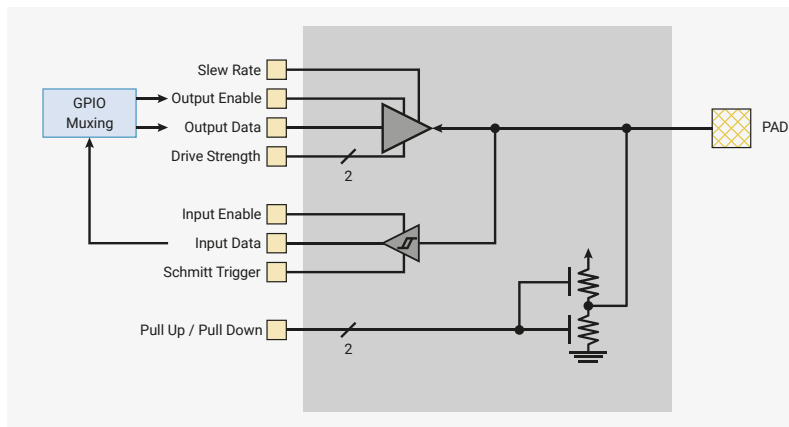 Slew Rate
GPIO
Muxing
Output Enable
Output Data
PAD
Drive Strength
2
Input Enable
Input Data
Schmitt Trigger
Pull Up / Pull Down
2